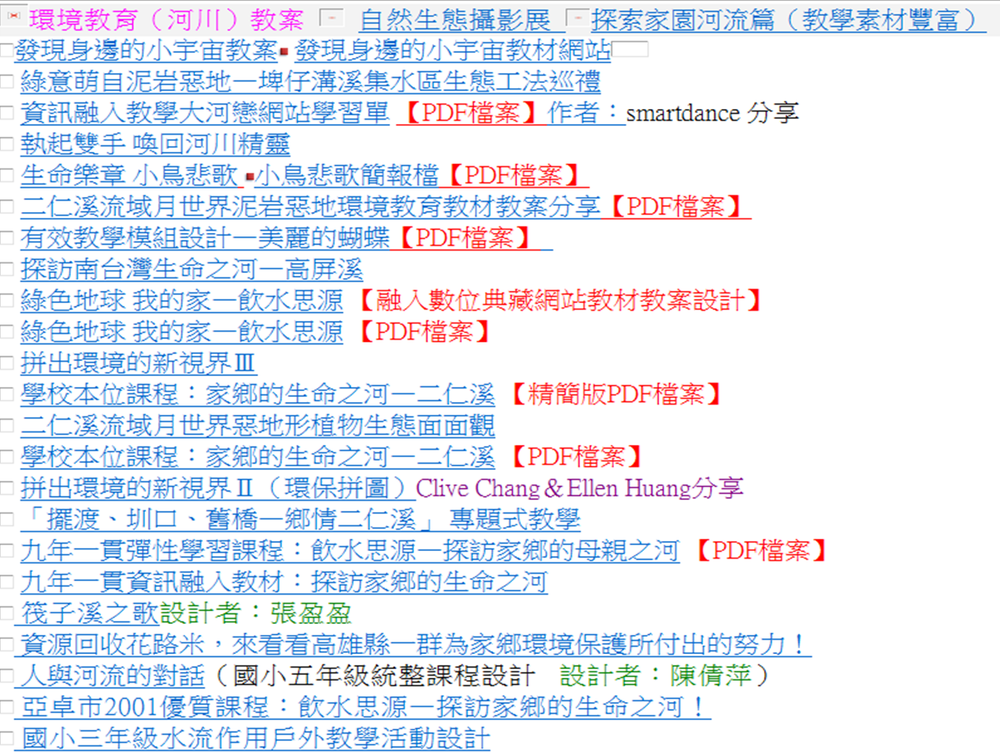 環境教育（河川）教案 自然生態攝影展 探索家園河流篇（教學素材豐富）
發現身邊的小宇宙教案 發現身邊的小宇宙教材網站
綠意萌自泥岩惡地—埤仔溝溪集水區生態工法巡禮
資訊融入教學大河戀網站學習單 【PDF檔案】作者：smartdance 分享
執起雙手 喚回河川精靈
生命樂章 小鳥悲歌 小鳥悲歌簡報檔【PDF檔案】
二仁溪流域月世界泥岩惡地環境教育教材教案分享【PDF檔案】
有效教學模組設計—美麗的蝴蝶【PDF檔案】
探訪南台灣生命之河—高屏溪
綠色地球 我的家—飲水思源 【融入數位典藏網站教材教案設計】
綠色地球 我的家—飲水思源 【PDF檔案】
拼出環境的新視界Ⅲ
學校本位課程：家鄉的生命之河—二仁溪 【精簡版PDF檔案】
二仁溪流域月世界惡地形植物生態面面觀
學校本位課程：家鄉的生命之河—二仁溪 【PDF檔案】
拼出環境的新視界Ⅱ（環保拼圖）Clive Chang＆Ellen Huang分享
「擺渡、圳口、舊橋—鄉情二仁溪」 專題式教學
九年一貫彈性學習課程：飲水思源—探訪家鄉的母親之河 【PDF檔案】
九年一貫資訊融入教材：探訪家鄉的生命之河
筏子溪之歌設計者：張盈盈
資源回收花路米，來看看高雄縣一群為家鄉環境保護所付出的努力！
人與河流的對話（國小五年級統整課程設計 設計者：陳倩萍）
亞卓市2001優質課程：飲水思源—探訪家鄉的生命之河！
國小三年級水流作用戶外教學活動設計